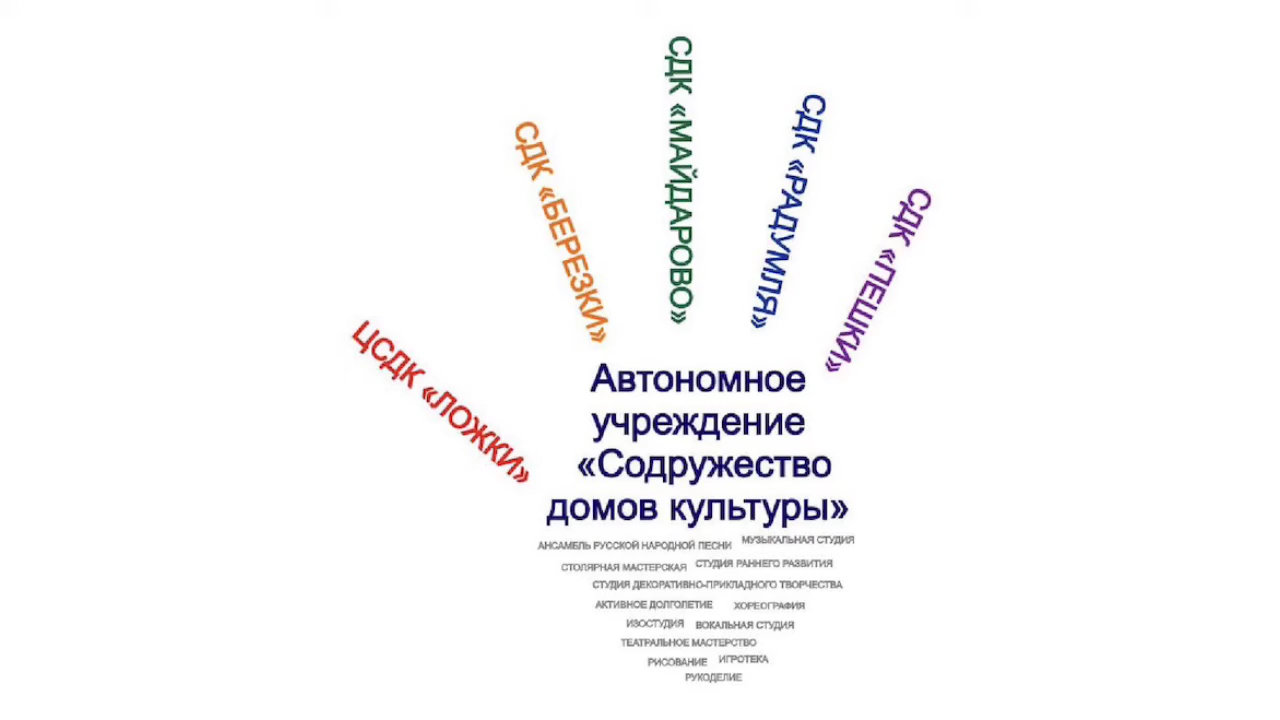 ЦСДК «ЛОЖКИ»
СДК «БЕРЕЗКИ»
СДК «МАЙДАРОВО»
СДК «РАДУМЛЯ»
СДК «ПЕШКИ»
Автономное
учреждение
«Содружество
домов культуры»
АНСАМЕЛЬ РУССКОЙ НАРОДНОЙ ПЕСНИ МУЗЫКАЛЬНАЯ СТУДИЯ
СТОЛЯРНАЯ МАСТЕРСКАЯ СТУДИЯ РАННЕГО РАЗВИТИЯ
СТУДИЯ ДЕКОРАТИВНО-ПРИКЛАДНОГО ТВОРЧЕСТВА
АКТИВНОЕ ДОЛГОЛЕТИЕ ХОРЕОГРАФИЯ
ИЗОСТУДИЯ ВОКАЛЬНАЯ СТУДИЯ
ТЕАТРАЛЬНОЕ МАСТЕРСТВО
РИСОВАНИЕ ИГРОТЕКА
РУКОДЕЛИЕ